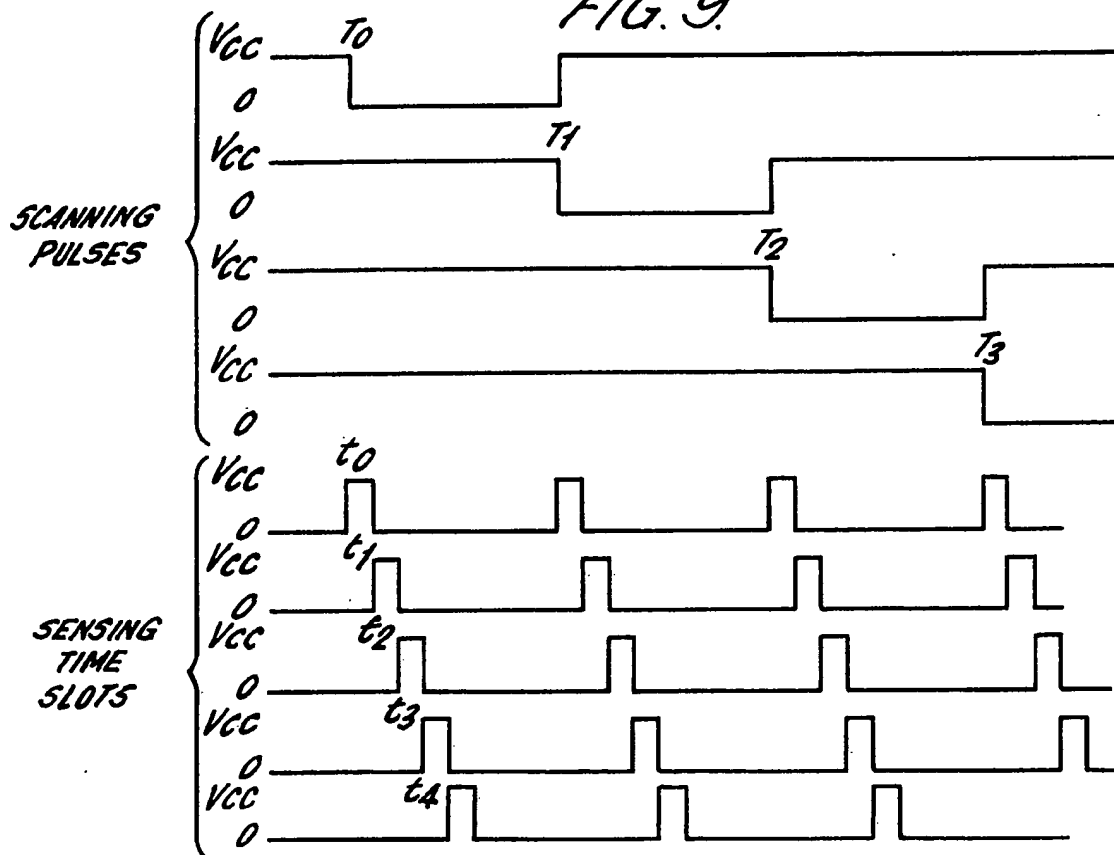 FIG. 9.
SCANNING
PULSES
VCC
T0
0
VCC
T1
0
VCC
T2
0
VCC
T3
0
SENSING
TIME
SLOTS
VCC
t0
0
VCC
t1
0
VCC
t2
0
VCC
t3
0
VCC
t4
0